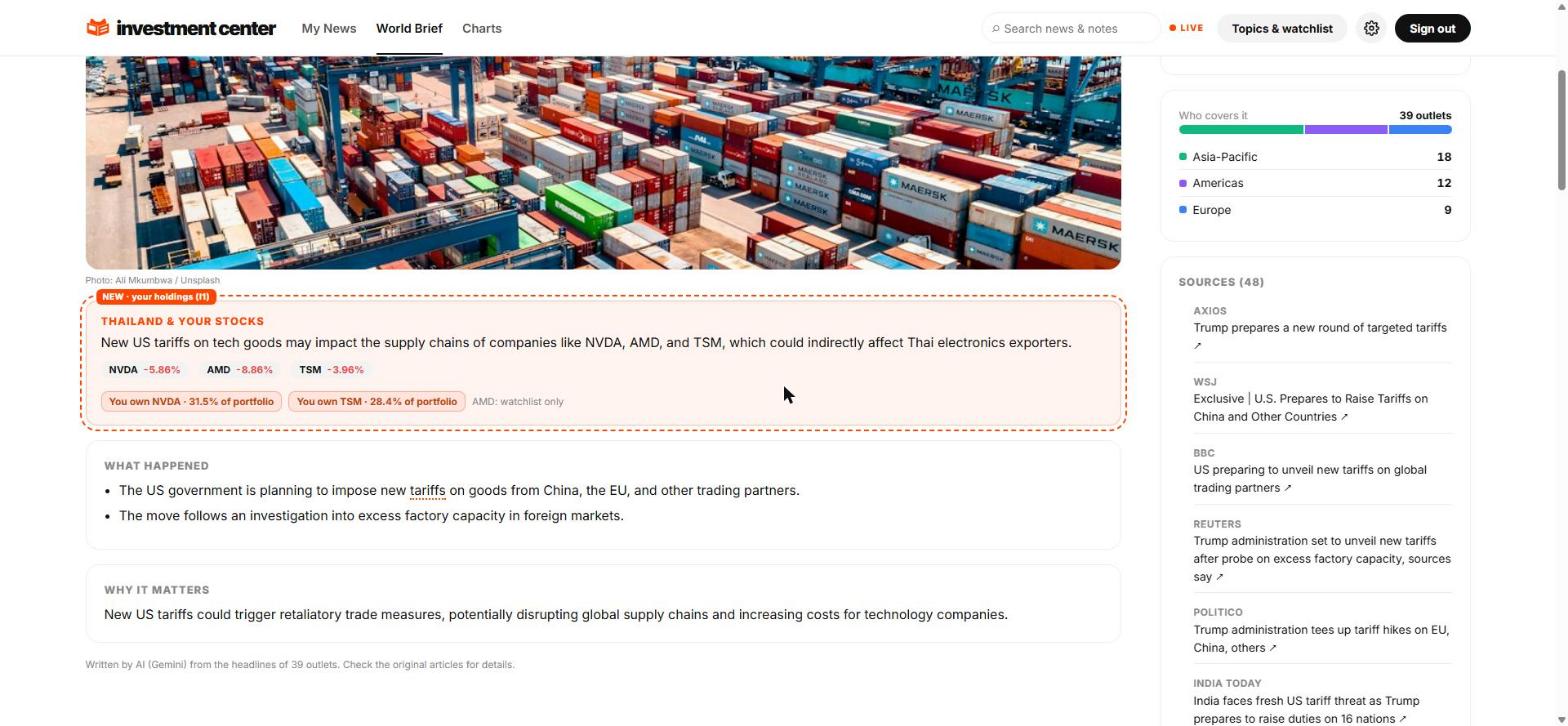 investment center
My News
World Brief
Charts
Search news & notes
LIVE
Topics & watchlist
Sign out
MAERSK
MAERSK
MAERSK
MAERSK
MAERSK
MAERSK
EVERGREEN
MAERSK
MAERSK
Photo: Ali Mkumbwa / Unsplash
NEW · your holdings (f1)
THAILAND & YOUR STOCKS
New US tariffs on tech goods may impact the supply chains of companies like NVDA, AMD, and TSM, which could indirectly affect Thai electronics exporters.
NVDA -5.86% AMD -8.86% TSM -3.96%
You own NVDA · 31.5% of portfolio You own TSM · 28.4% of portfolio AMD: watchlist only
WHAT HAPPENED
• The US government is planning to impose new tariffs on goods from China, the EU, and other trading partners.
• The move follows an investigation into excess factory capacity in foreign markets.
WHY IT MATTERS
New US tariffs could trigger retaliatory trade measures, potentially disrupting global supply chains and increasing costs for technology companies.
Written by AI (Gemini) from the headlines of 39 outlets. Check the original articles for details.
Who covers it 39 outlets
Asia-Pacific 18
Americas 12
Europe 9
SOURCES (48)
AXIOS
Trump prepares a new round of targeted tariffs
↗
WSJ
Exclusive | U.S. Prepares to Raise Tariffs on
China and Other Countries ↗
BBC
US preparing to unveil new tariffs on global
trading partners ↗
REUTERS
Trump administration set to unveil new tariffs
after probe on excess factory capacity, sources
say ↗
POLITICO
Trump administration tees up tariff hikes on EU,
China, others ↗
INDIA TODAY
India faces fresh US tariff threat as Trump
prepares to raise duties on 16 nations ↗